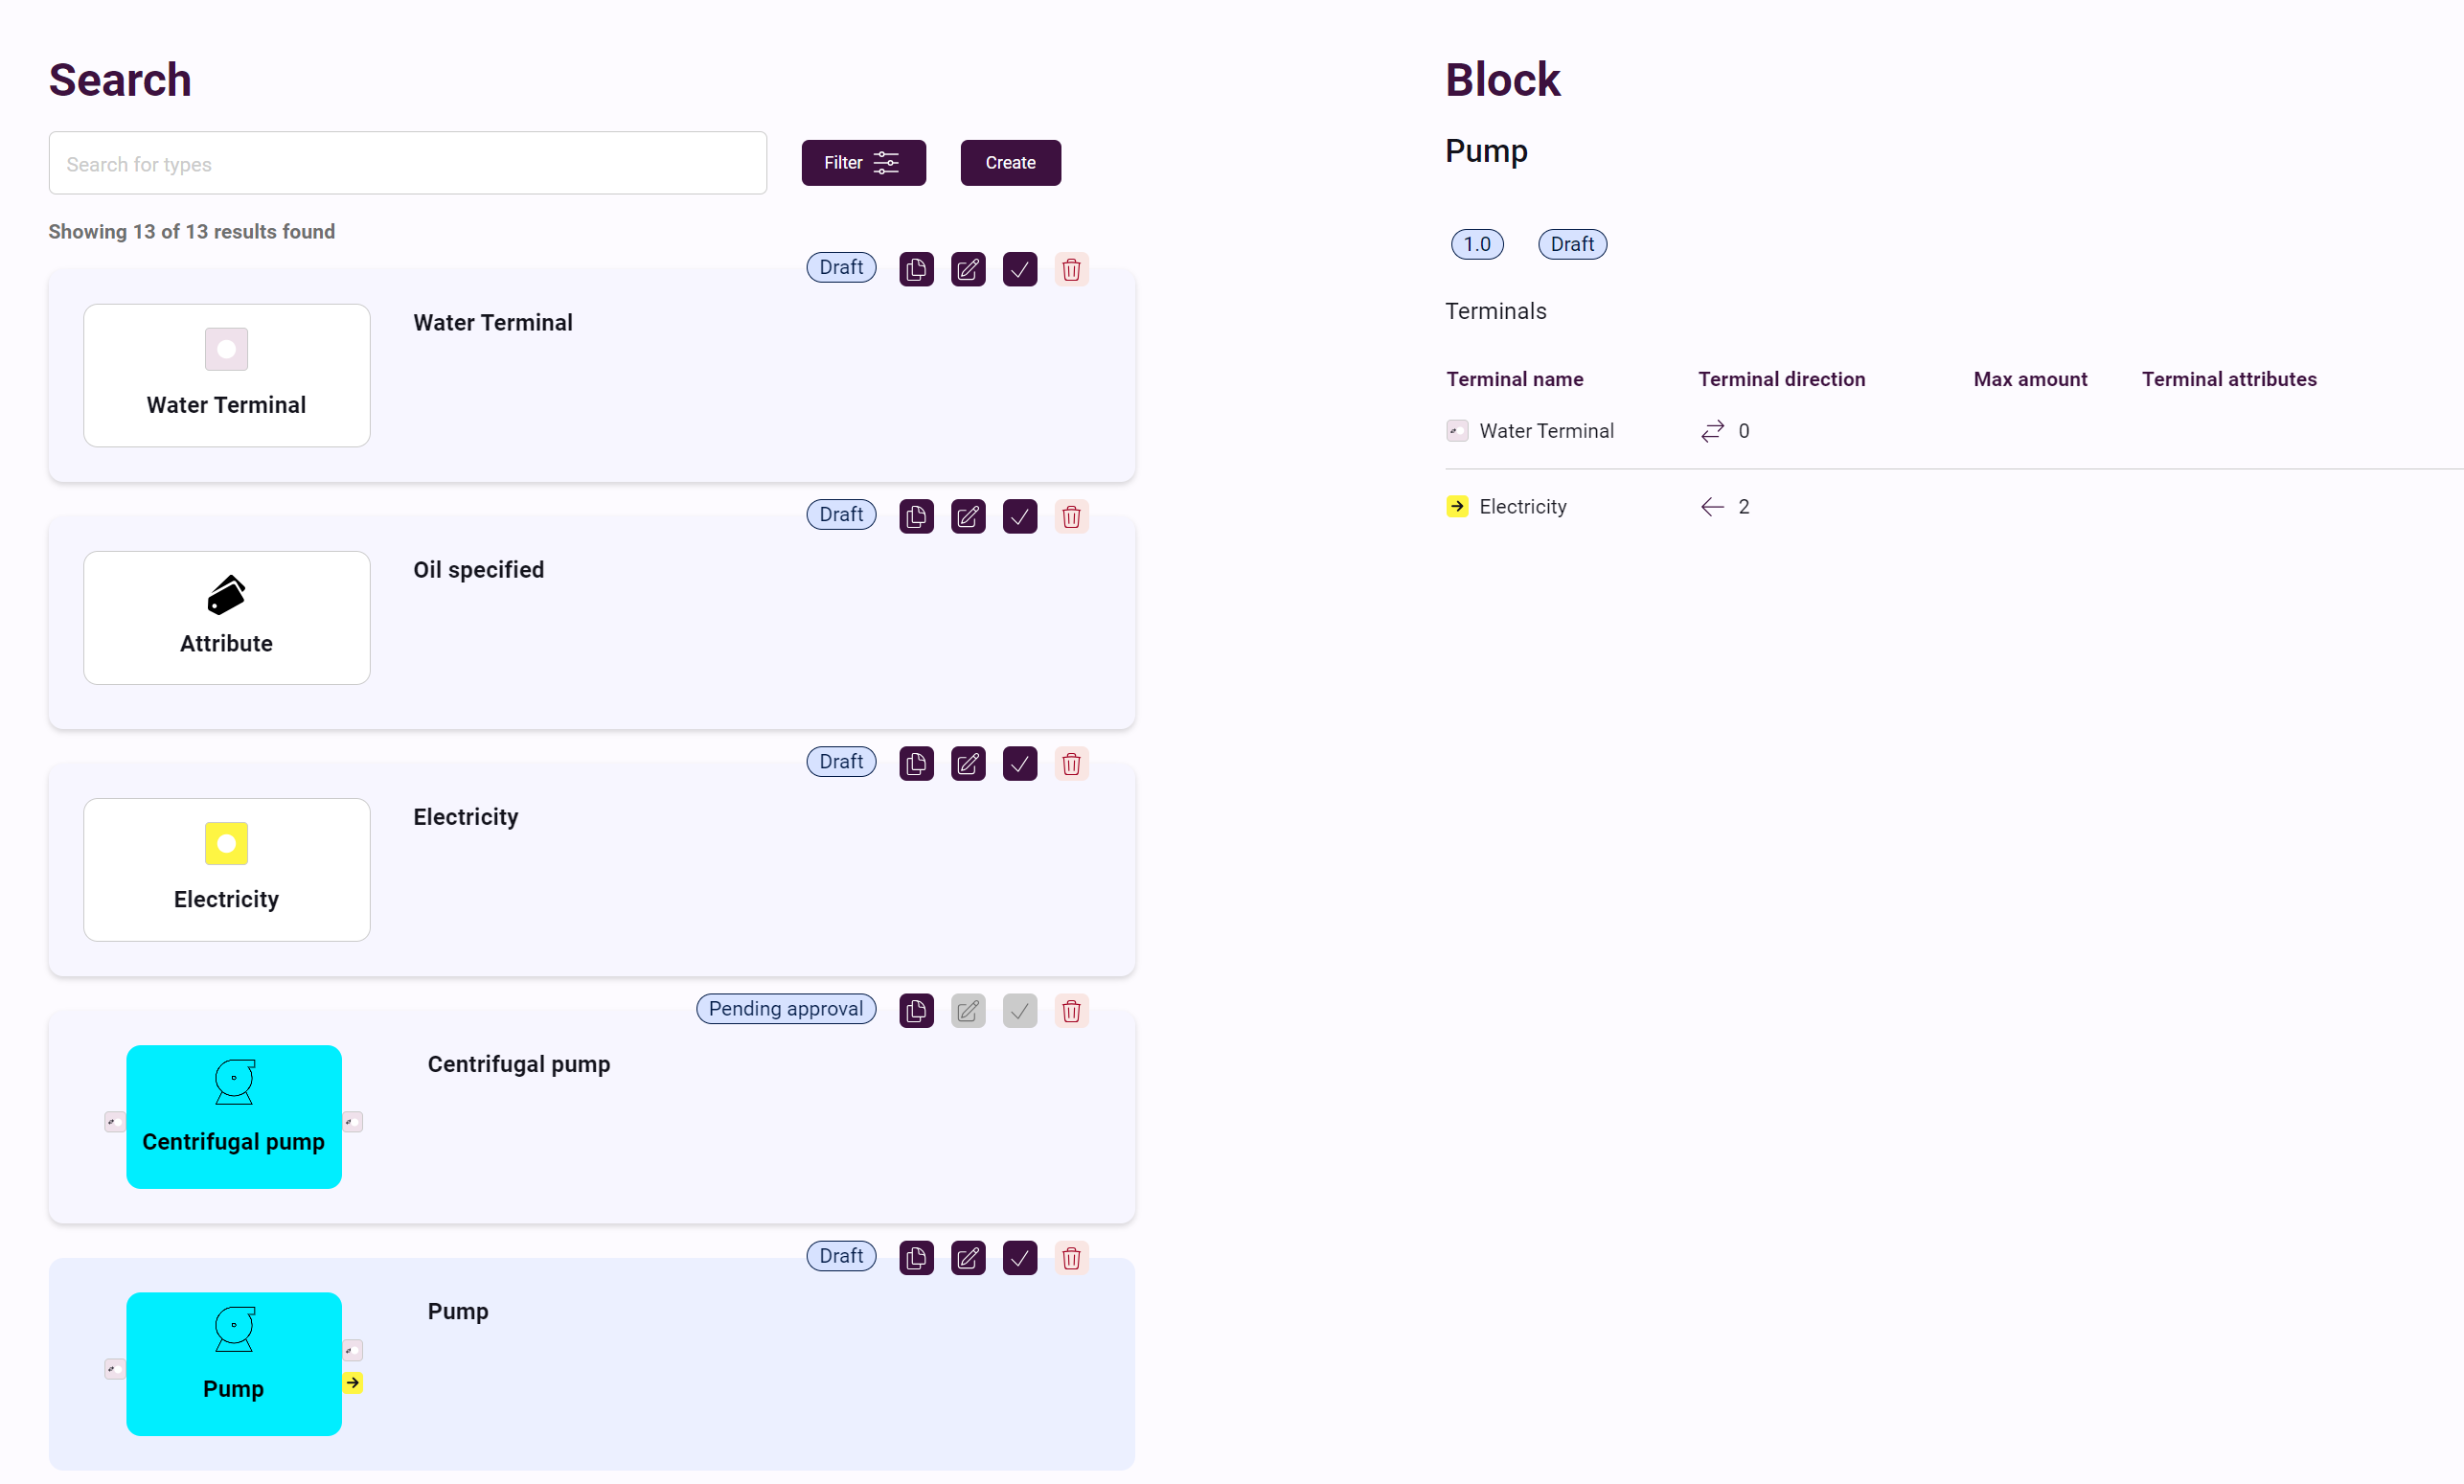 Search
Search for types
Filter
Create
Showing 13 of 13 results found
Draft
Water Terminal
Water Terminal
Draft
Oil specified
Attribute
Draft
Electricity
Electricity
Pending approval
Centrifugal pump
Centrifugal pump
Draft
Pump
Pump
Block
Pump
1.0
Draft
Terminals
Terminal name Terminal direction Max amount Terminal attributes
Water Terminal 0
Electricity 2